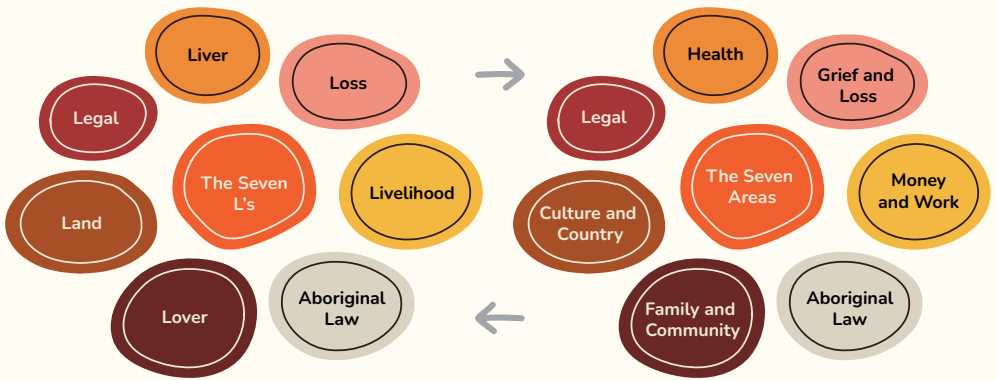 Liver
Loss
Legal
The Seven
L's
Livelihood
Land
Lover
Aboriginal
Law
Health
Grief and
Loss
Legal
The Seven
Areas
Money
and Work
Culture and
Country
Family and
Community
Aboriginal
Law